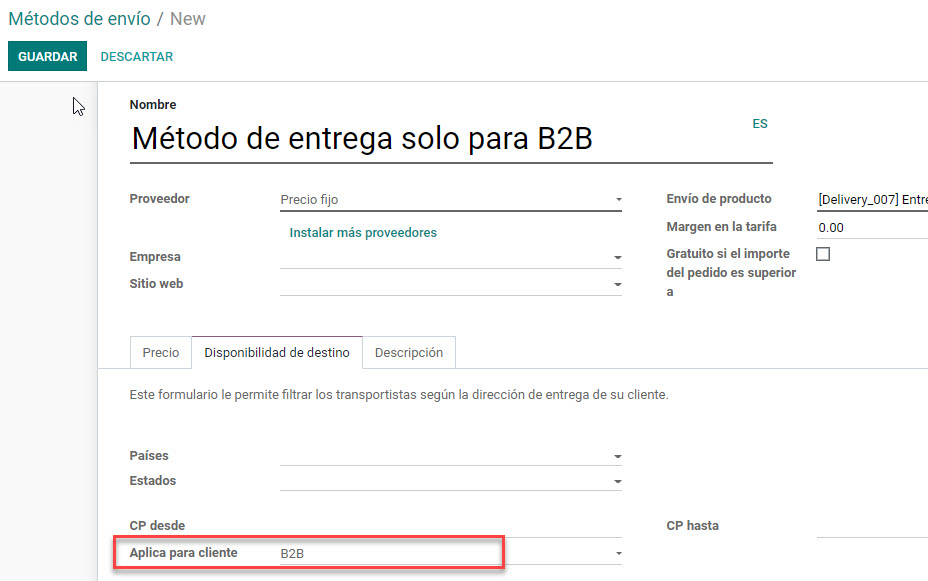 Métodos de envío / New
GUARDAR DESCARTAR
Nombre
Método de entrega solo para B2B
ES
Proveedor Precio fijo
Envío de producto [Delivery_007] Entre
Instalar más proveedores
Margen en la tarifa 0.00
Empresa
Gratuito si el importe
del pedido es superior
a
Sitio web
Precio Disponibilidad de destino Descripción
Este formulario le permite filtrar los transportistas según la dirección de entrega de su cliente.
Países
Estados
CP desde CP hasta
Aplica para cliente B2B